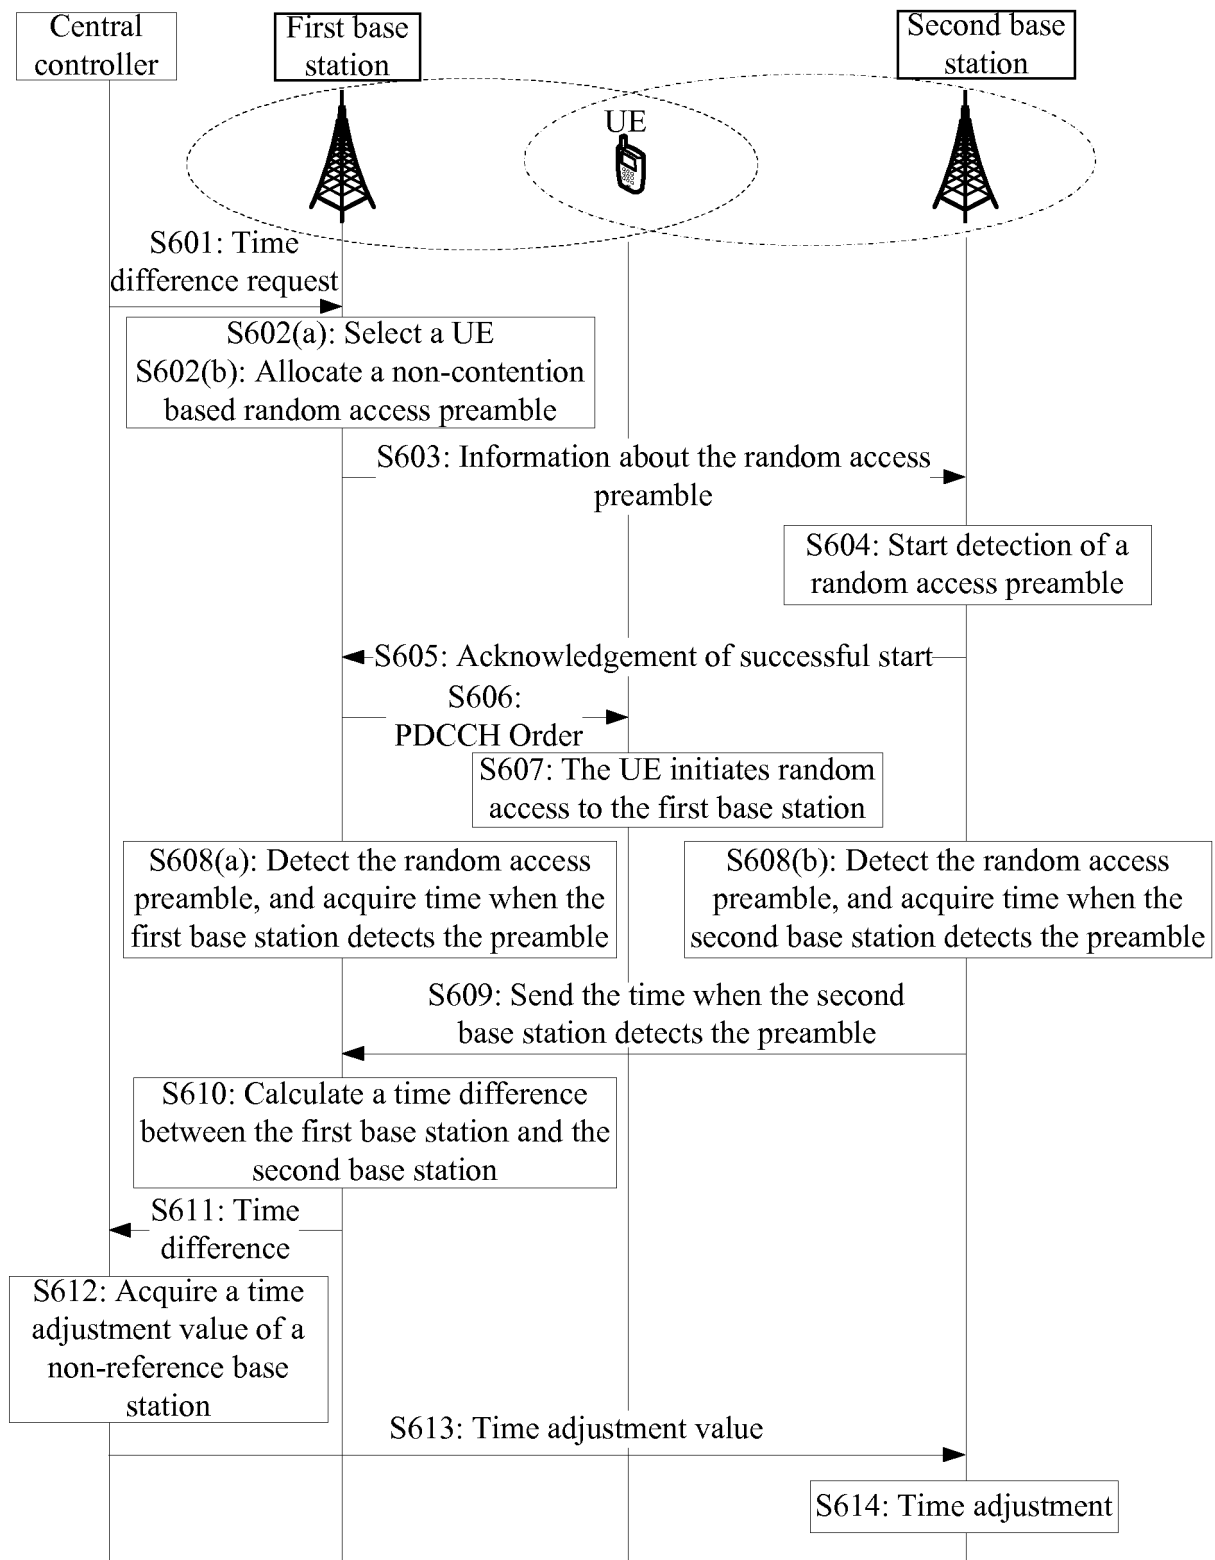 Central
controller
First base
station
Second base
station
UE
S601: Time
difference request
S602(a): Select a UE
S602(b): Allocate a non-contention
based random access preamble
S603: Information about the random access
preamble
S604: Start detection of a
random access preamble
S605: Acknowledgement of successful start
S606:
PDCCH Order
S607: The UE initiates random
access to the first base station
S608(a): Detect the random access
preamble, and acquire time when the
first base station detects the preamble
S608(b): Detect the random access
preamble, and acquire time when the
second base station detects the preamble
S609: Send the time when the second
base station detects the preamble
S610: Calculate a time difference
between the first base station and the
second base station
S611: Time
difference
S612: Acquire a time
adjustment value of a
non-reference base
station
S613: Time adjustment value
S614: Time adjustment